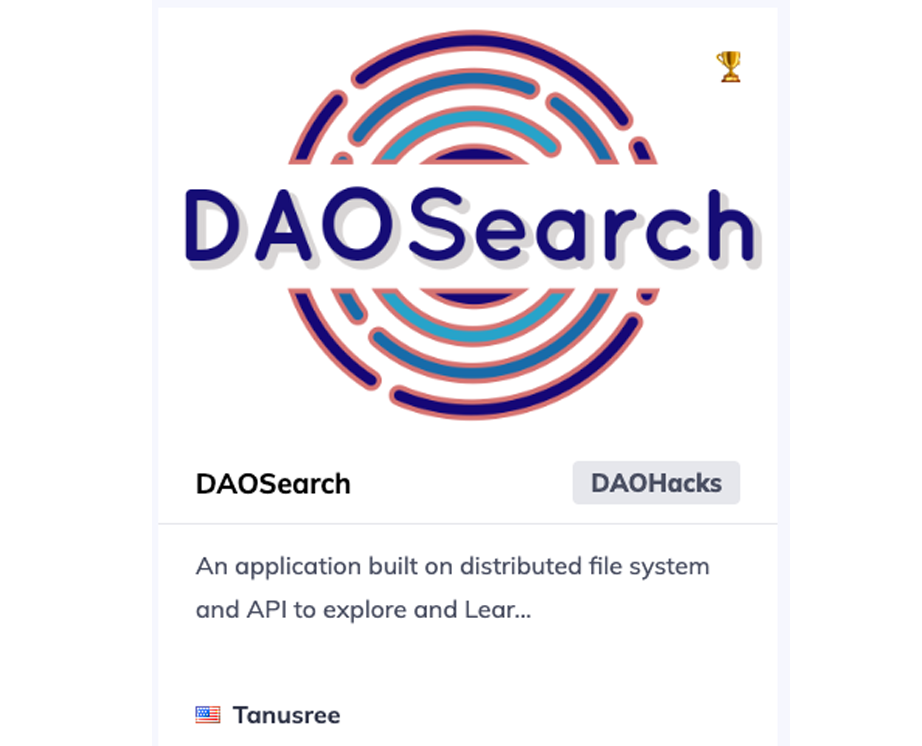 DAOSearch
DAOSearch
DAOHacks
An application built on distributed file system
and API to explore and Lear...
Tanusree